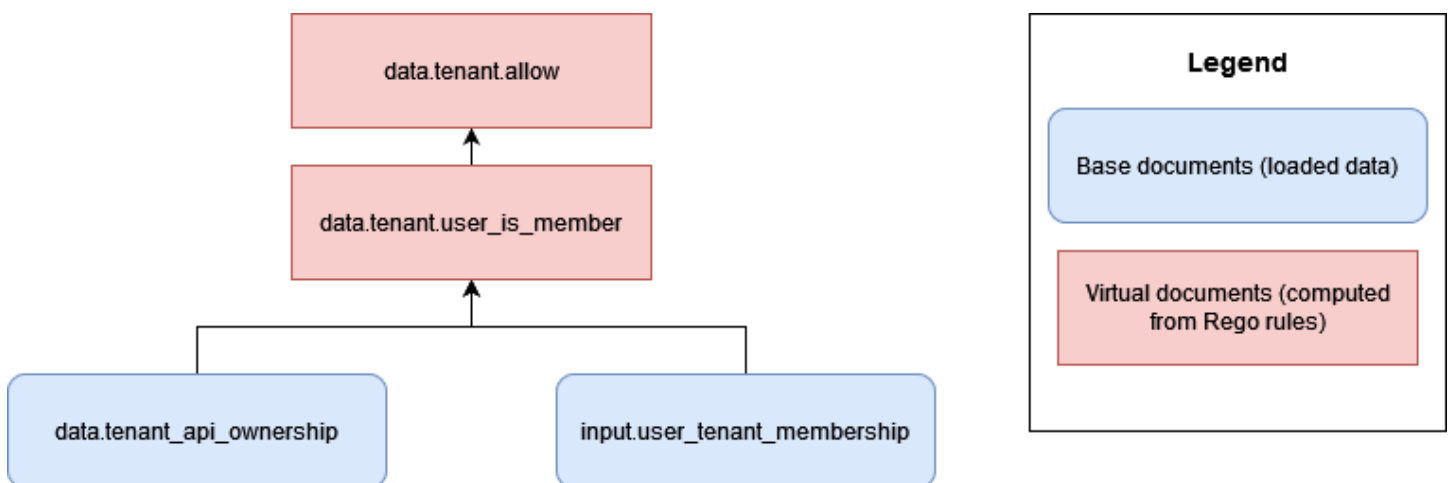 data.tenant.allow
data.tenant.user_is_member
data.tenant_api_ownership
input.user_tenant_membership
Legend
Base documents (loaded data)
Virtual documents (computed
from Rego rules)